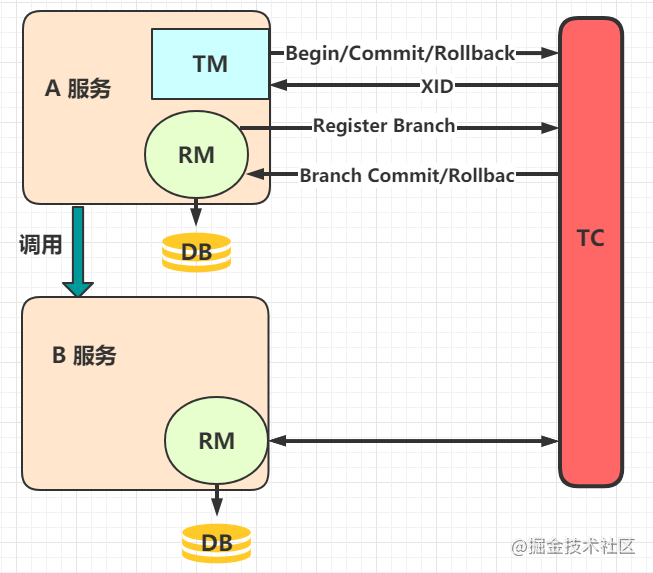 A 服务
TM
Begin/Commit/Rollback
XID
RM
Register Branch
Branch Commit/Rollbac
DB
TC
调用
B 服务
RM
DB
@掘金技术社区